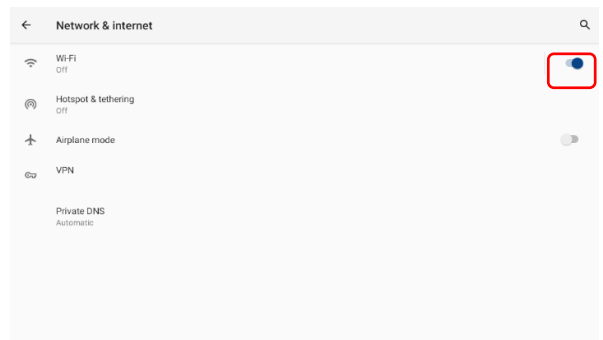 Network & internet
Wi-Fi
Off
Hotspot & tethering
Off
Airplane mode
VPN
Private DNS
Automatic